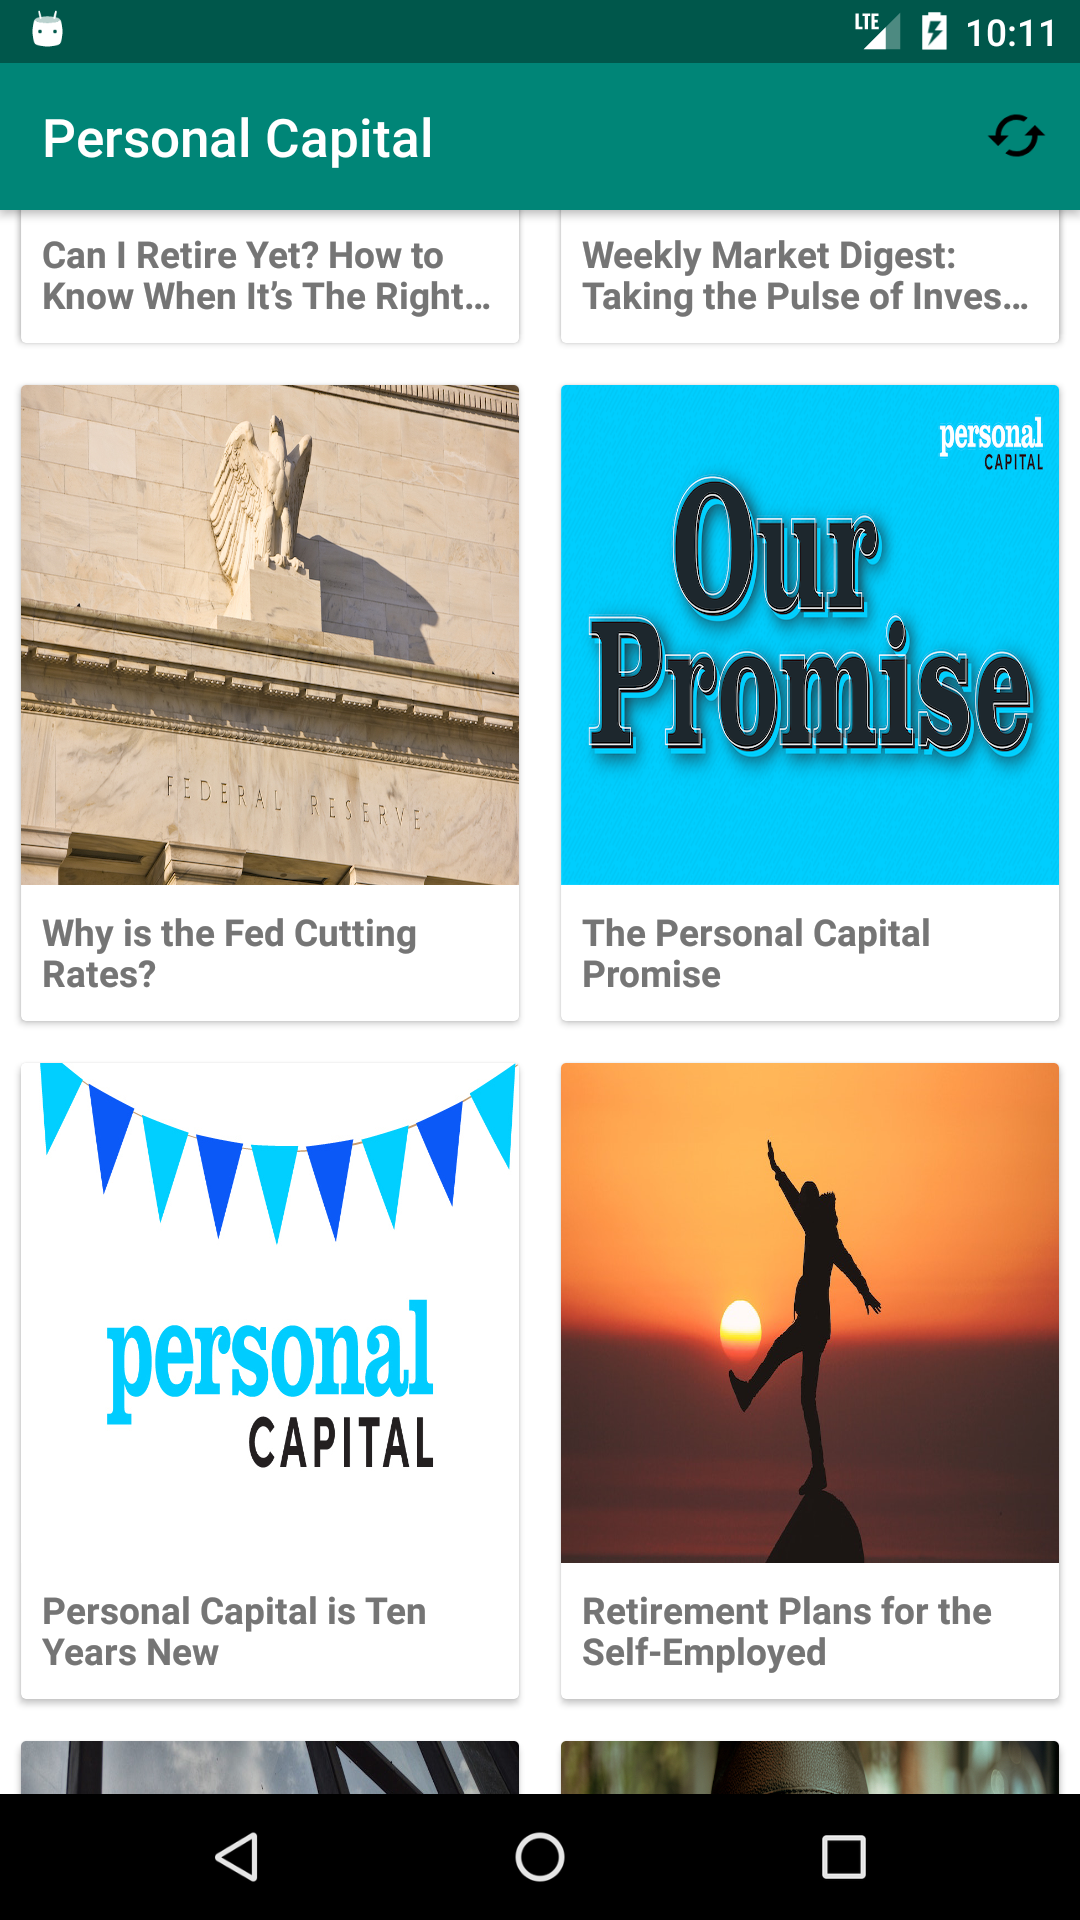 LTE 10:11
Personal Capital
Can I Retire Yet? How to
Know When It’s The Right...
Weekly Market Digest:
Taking the Pulse of Inves...
FEDERAL RESERVE
personal
CAPITAL
Our
Promise
Why is the Fed Cutting
Rates?
The Personal Capital
Promise
personal
CAPITAL
Personal Capital is Ten
Years New
Retirement Plans for the
Self-Employed